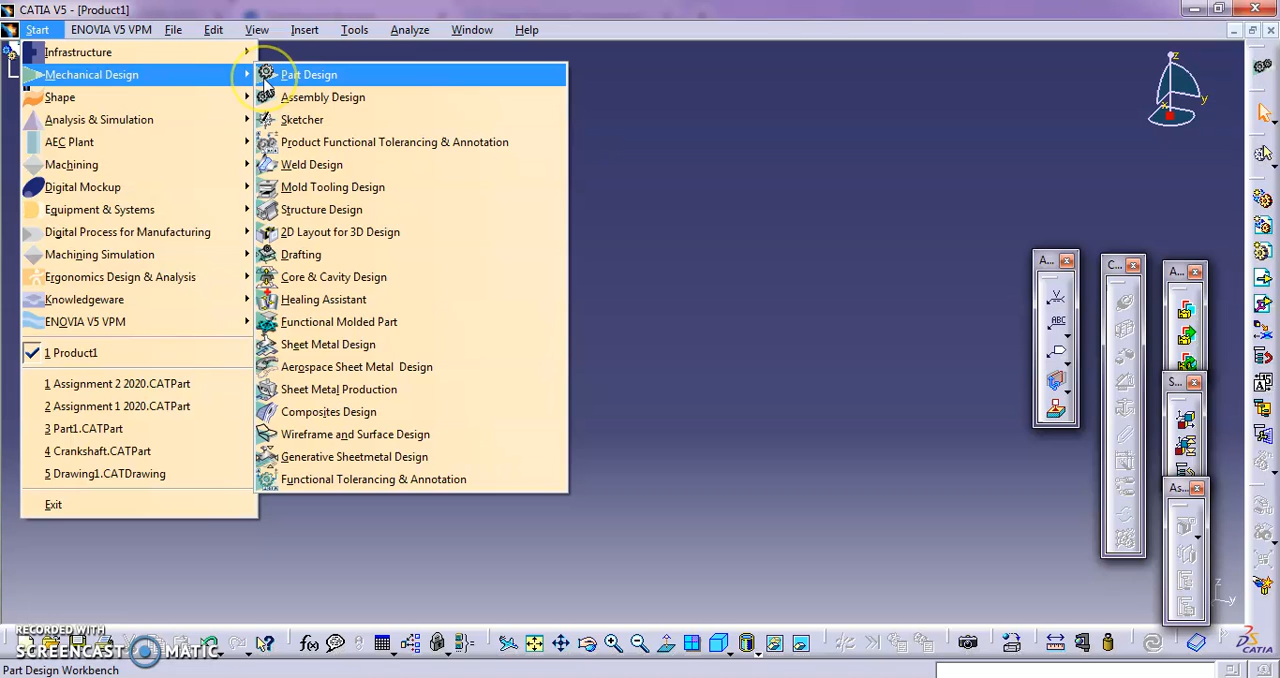 CATIA V5 - [Product1]
Start ENOVIA V5 VPM File Edit View Insert Tools Analyze Window Help
Infrastructure
Mechanical Design
Shape
Analysis & Simulation
AEC Plant
Machining
Digital Mockup
Equipment & Systems
Digital Process for Manufacturing
Machining Simulation
Ergonomics Design & Analysis
Knowledgeware
ENOVIA V5 VPM
1 Product1
1 Assignment 2 2020.CATPart
2 Assignment 1 2020.CATPart
3 Part1.CATPart
4 Crankshaft.CATPart
5 Drawing1.CATDrawing
Exit
Part Design
Assembly Design
Sketcher
Product Functional Tolerancing & Annotation
Weld Design
Mold Tooling Design
Structure Design
2D Layout for 3D Design
Drafting
Core & Cavity Design
Healing Assistant
Functional Molded Part
Sheet Metal Design
Aerospace Sheet Metal Design
Sheet Metal Production
Composites Design
Wireframe and Surface Design
Generative Sheetmetal Design
Functional Tolerancing & Annotation
z
y
x
A...
C...
A...
ABC
S...
As...
z
y
RECORDED WITH
SCREENCAST MATIC
f(x)
CATIA
Part Design Workbench